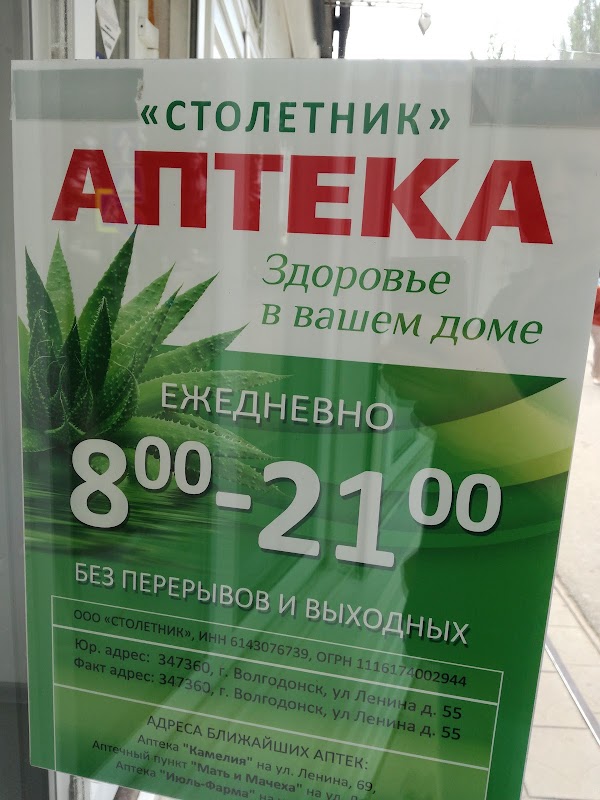 «СТОЛЕТНИК»
АПТЕКА
Здоровье
в вашем доме
ЕЖЕДНЕВНО
8⁰⁰-21⁰⁰
БЕЗ ПЕРЕРЫВОВ И ВЫХОДНЫХ
ООО «СТОЛЕТНИК», ИНН 6143076739, ОГРН 1116174002944
Юр. адрес: 347360, г. Волгодонск, ул Ленина д. 55
Факт адрес: 347360, г. Волгодонск, ул Ленина д. 55
АДРЕСА БЛИЖАЙШИХ АПТЕК:
Аптека "Камелия" на ул. Ленина, 69,
Аптечный пункт "Мать и Мачеха" на ул.
Аптека "Июль-Фарма" на